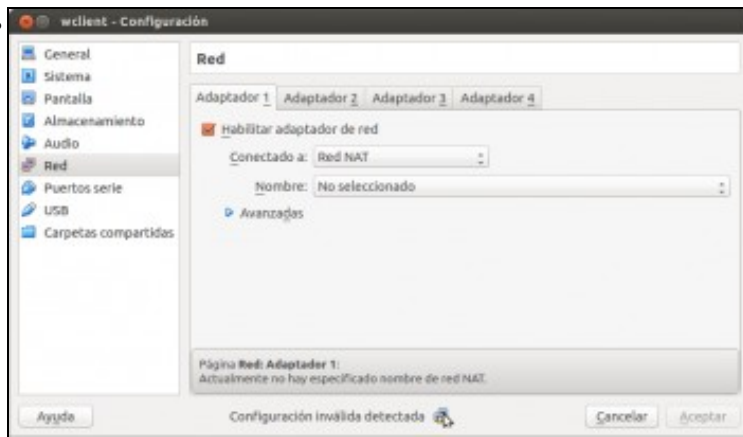 wclient - Configuración
General
Sistema
Pantalla
Almacenamiento
Audio
Red
Puertos serie
USB
Carpetas compartidas
Red
Adaptador 1 Adaptador 2 Adaptador 3 Adaptador 4
Habilitar adaptador de red
Conectado a: Red NAT
Nombre: No seleccionado
Avanzadas
Página Red: Adaptador 1:
Actualmente no hay especificado nombre de red NAT.
Ayuda Configuración inválida detectada Cancelar Aceptar